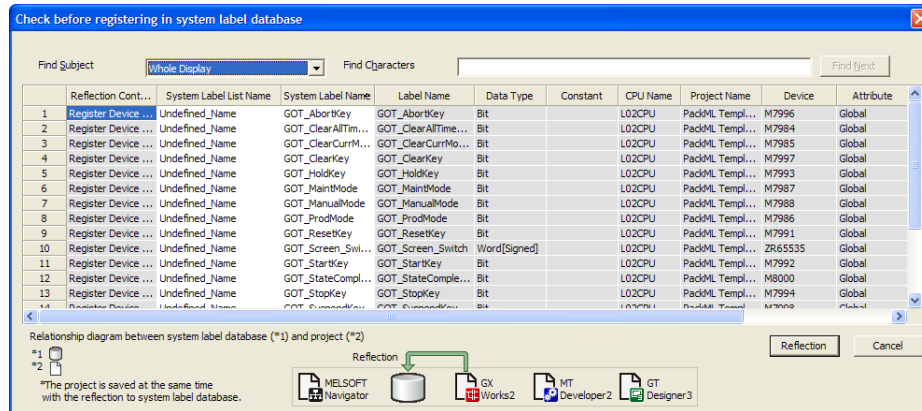 Check before registering in system label database
Find Subject Whole Display Find Characters Find Next
Reflection Cont... System Label List Name System Label Name Label Name Data Type Constant CPU Name Project Name Device Attribute
1 Register Device ... Undefined_Name GOT_AbortKey GOT_AbortKey Bit L02CPU PackML Templ... M7996 Global
2 Register Device ... Undefined_Name GOT_ClearAllTim... GOT_ClearAllTime... Bit L02CPU PackML Templ... M7984 Global
3 Register Device ... Undefined_Name GOT_ClearCurrM... GOT_ClearCurrMo... Bit L02CPU PackML Templ... M7985 Global
4 Register Device ... Undefined_Name GOT_ClearKey GOT_ClearKey Bit L02CPU PackML Templ... M7997 Global
5 Register Device ... Undefined_Name GOT_HoldKey GOT_HoldKey Bit L02CPU PackML Templ... M7993 Global
6 Register Device ... Undefined_Name GOT_MaintMode GOT_MaintMode Bit L02CPU PackML Templ... M7987 Global
7 Register Device ... Undefined_Name GOT_ManualMode GOT_ManualMode Bit L02CPU PackML Templ... M7988 Global
8 Register Device ... Undefined_Name GOT_ProdMode GOT_ProdMode Bit L02CPU PackML Templ... M7986 Global
9 Register Device ... Undefined_Name GOT_ResetKey GOT_ResetKey Bit L02CPU PackML Templ... M7991 Global
10 Register Device ... Undefined_Name GOT_Screen_Swi... GOT_Screen_Switch Word[Signed] L02CPU PackML Templ... ZR65535 Global
11 Register Device ... Undefined_Name GOT_StartKey GOT_StartKey Bit L02CPU PackML Templ... M7992 Global
12 Register Device ... Undefined_Name GOT_StateCompl... GOT_StateComple... Bit L02CPU PackML Templ... M8000 Global
13 Register Device ... Undefined_Name GOT_StopKey GOT_StopKey Bit L02CPU PackML Templ... M7994 Global
14 Register Device ... Undefined_Name GOT_SuspendKey GOT_SuspendKey Bit L02CPU PackML Templ... Global
Relationship diagram between system label database (*1) and project (*2)
Reflection Cancel
*1
*2
Reflection
*The project is saved at the same time
with the reflection to system label database.
MELSOFT
Navigator
GX
Works2
MT
Developer2
GT
Designer3